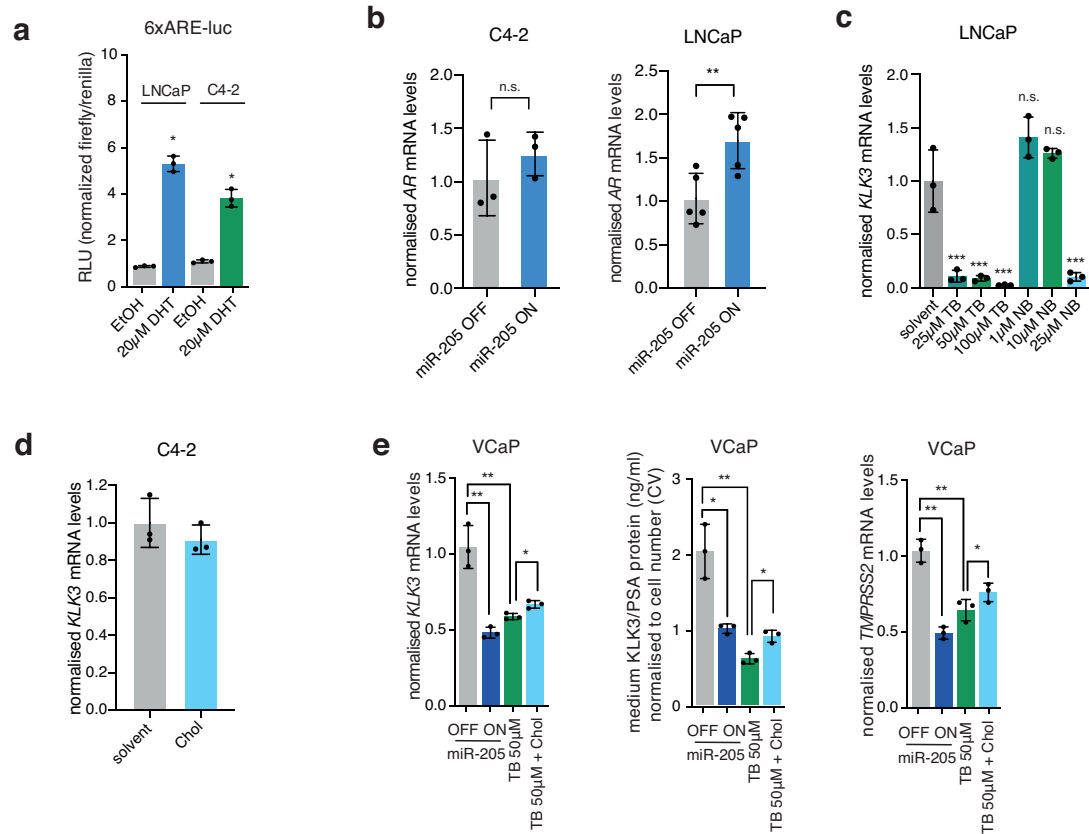 a
6xARE-luc
RLU (normalized firefly/renilla)
10
8
6
4
2
0
LNCaP
C4-2
*
*
EtOH
20µM DHT
EtOH
20µM DHT
b
C4-2
normalised AR mRNA levels
2.0
1.5
1.0
0.5
0.0
n.s.
miR-205 OFF
miR-205 ON
LNCaP
normalised AR mRNA levels
2.5
2.0
1.5
1.0
0.5
0.0
**
miR-205 OFF
miR-205 ON
c
LNCaP
normalised KLK3 mRNA levels
2.0
1.5
1.0
0.5
0.0
***
***
***
n.s.
n.s.
***
solvent
25µM TB
50µM TB
100µM TB
1µM NB
10µM NB
25µM NB
d
C4-2
normalised KLK3 mRNA levels
1.2
1.0
0.8
0.6
0.4
0.2
0.0
solvent
Chol
e
VCaP
normalised KLK3 mRNA levels
1.5
1.0
0.5
0.0
**
**
*
OFF ON
miR-205
TB 50µM
TB 50µM + Chol
VCaP
medium KLK3/PSA protein (ng/ml)
normalised to cell number (CV)
3
2
1
0
**
*
*
OFF ON
miR-205
TB 50µM
TB 50µM + Chol
VCaP
normalised TMPRSS2 mRNA levels
1.5
1.0
0.5
0.0
**
**
*
OFF ON
miR-205
TB 50µM
TB 50µM + Chol